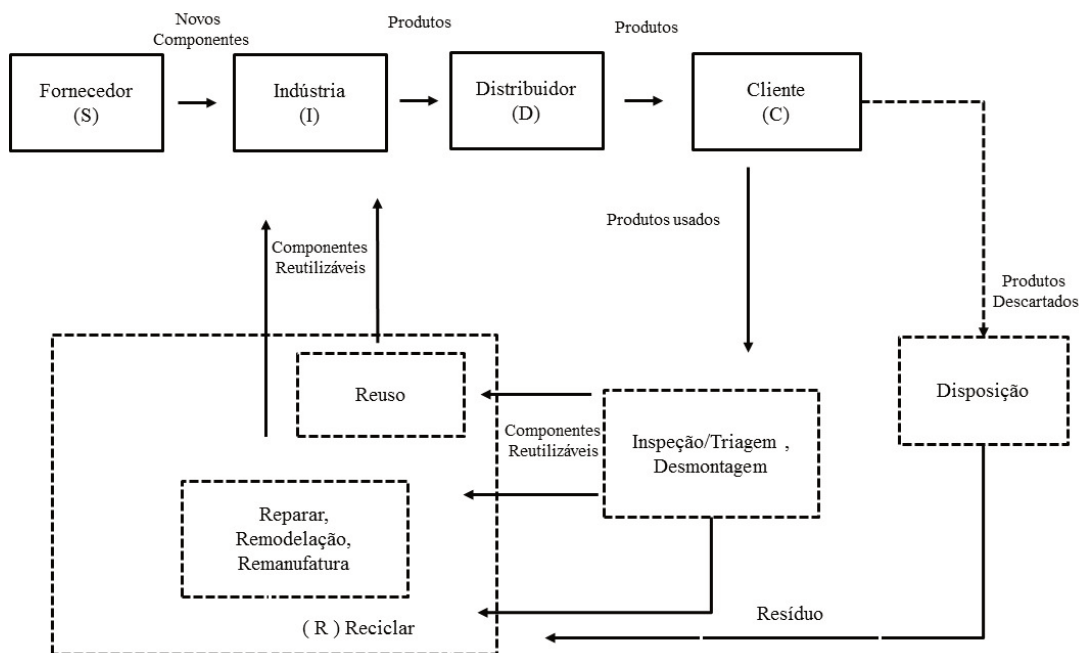 Novos
Componentes
Produtos
Produtos
Fornecedor
(S)
Indústria
(I)
Distribuidor
(D)
Cliente
(C)
Produtos usados
Componentes
Reutilizáveis
Produtos
Descartados
Reuso
Componentes
Reutilizáveis
Inspeção/Triagem ,
Desmontagem
Disposição
Reparar,
Remodelação,
Remanufatura
( R ) Reciclar
Resíduo